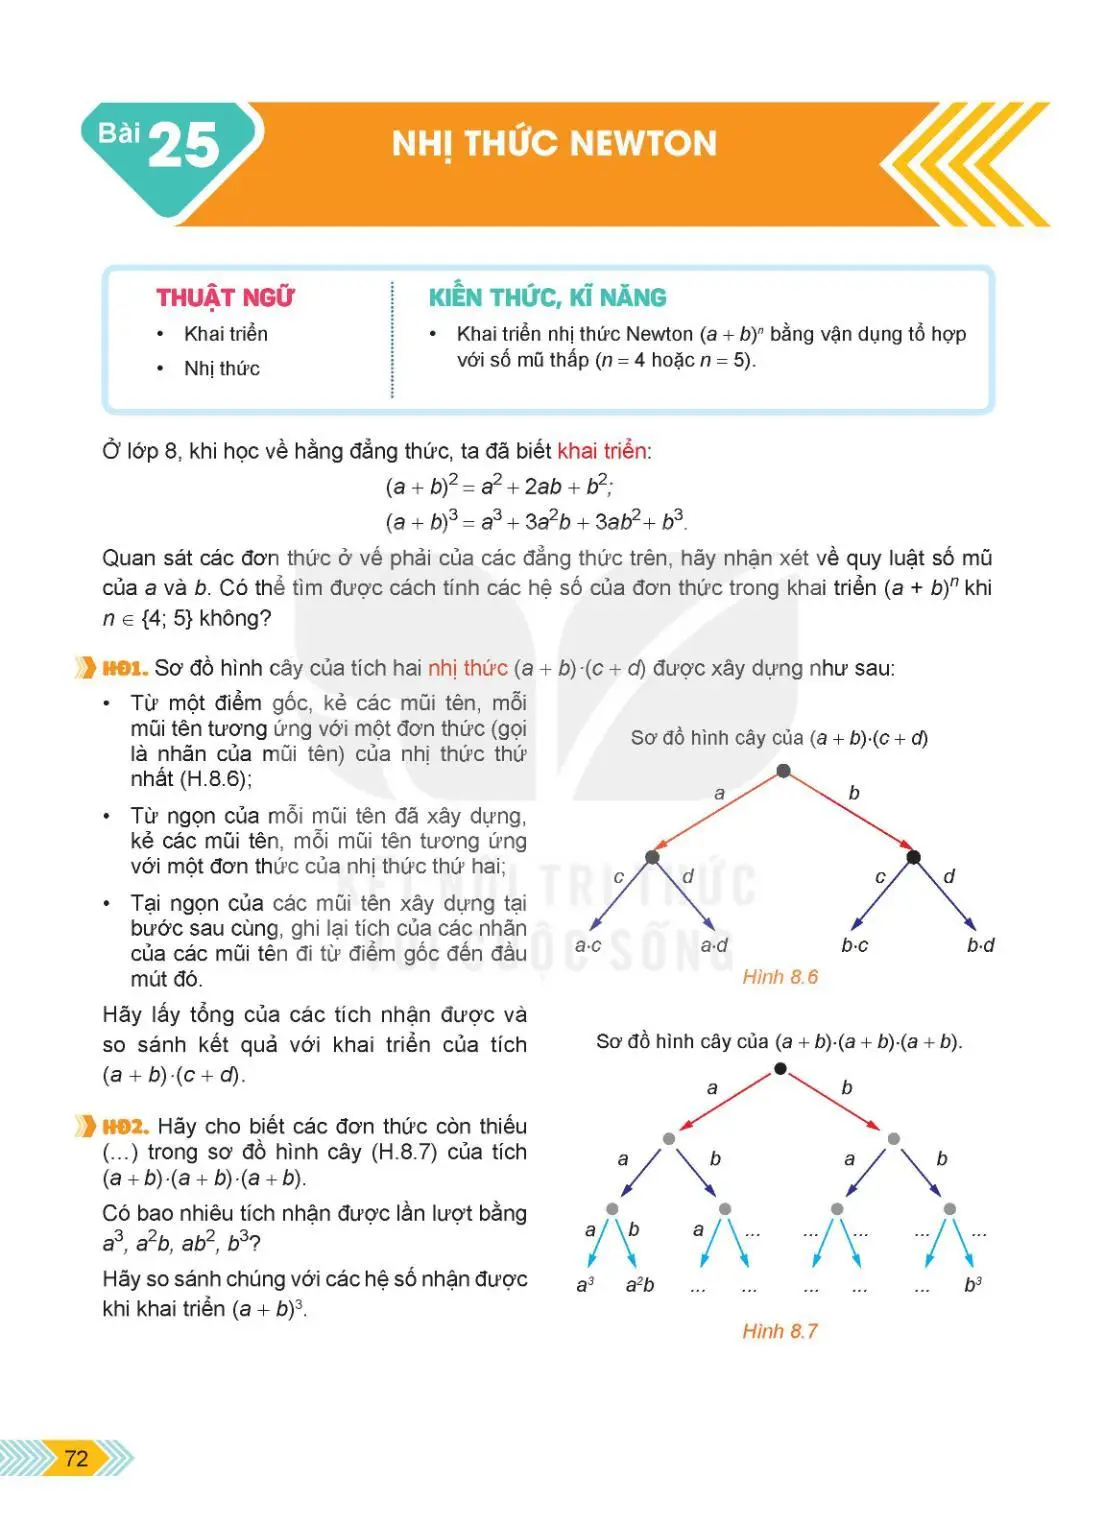 Bài 25
NHỊ THỨC NEWTON
THUẬT NGỮ
• Khai triển
• Nhị thức
KIẾN THỨC, KĨ NĂNG
• Khai triển nhị thức Newton (a + b)ⁿ bằng vận dụng tổ hợp
với số mũ thấp (n = 4 hoặc n = 5).
Ở lớp 8, khi học về hằng đẳng thức, ta đã biết khai triển:
(a + b)² = a² + 2ab + b²;
(a + b)³ = a³ + 3a²b + 3ab² + b³.
Quan sát các đơn thức ở vế phải của các đẳng thức trên, hãy nhận xét về quy luật số mũ
của a và b. Có thể tìm được cách tính các hệ số của đơn thức trong khai triển (a + b)ⁿ khi
n ∈ {4; 5} không?
HĐ1. Sơ đồ hình cây của tích hai nhị thức (a + b)·(c + d) được xây dựng như sau:
• Từ một điểm gốc, kẻ các mũi tên, mỗi
mũi tên tương ứng với một đơn thức (gọi
là nhãn của mũi tên) của nhị thức thứ
nhất (H.8.6);
• Từ ngọn của mỗi mũi tên đã xây dựng,
kẻ các mũi tên, mỗi mũi tên tương ứng
với một đơn thức của nhị thức thứ hai;
• Tại ngọn của các mũi tên xây dựng tại
bước sau cùng, ghi lại tích của các nhãn
của các mũi tên đi từ điểm gốc đến đầu
mút đó.
Hãy lấy tổng của các tích nhận được và
so sánh kết quả với khai triển của tích
(a + b)·(c + d).
Sơ đồ hình cây của (a + b)·(c + d)
a b
c d c d
a·c a·d b·c b·d
Hình 8.6
HĐ2. Hãy cho biết các đơn thức còn thiếu
(...) trong sơ đồ hình cây (H.8.7) của tích
(a + b)·(a + b)·(a + b).
Có bao nhiêu tích nhận được lần lượt bằng
a³, a²b, ab², b³?
Hãy so sánh chúng với các hệ số nhận được
khi khai triển (a + b)³.
Sơ đồ hình cây của (a + b)·(a + b)·(a + b).
a b
a b a b
a b a ... ... ... ... ...
a³ a²b ... ... ... ... ... b³
Hình 8.7
KẾT NỐI TRI THỨC
VỚI CUỘC SỐNG
72